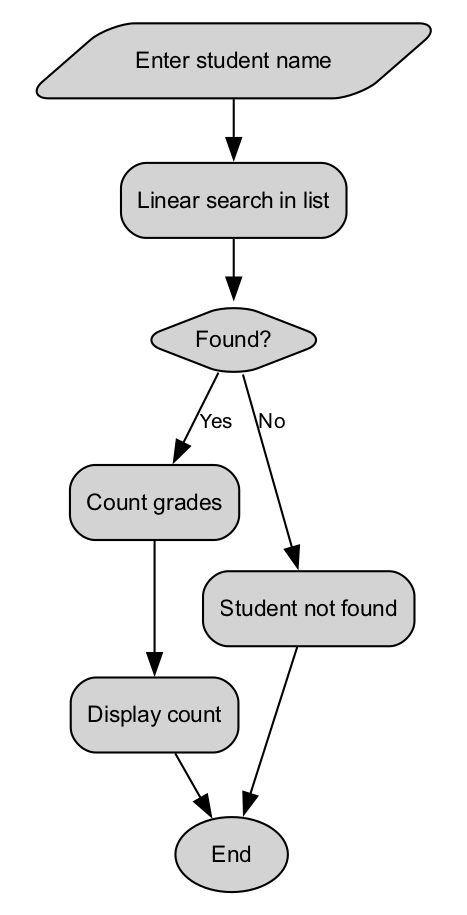 Enter student name
Linear search in list
Found?
Yes
No
Count grades
Student not found
Display count
End